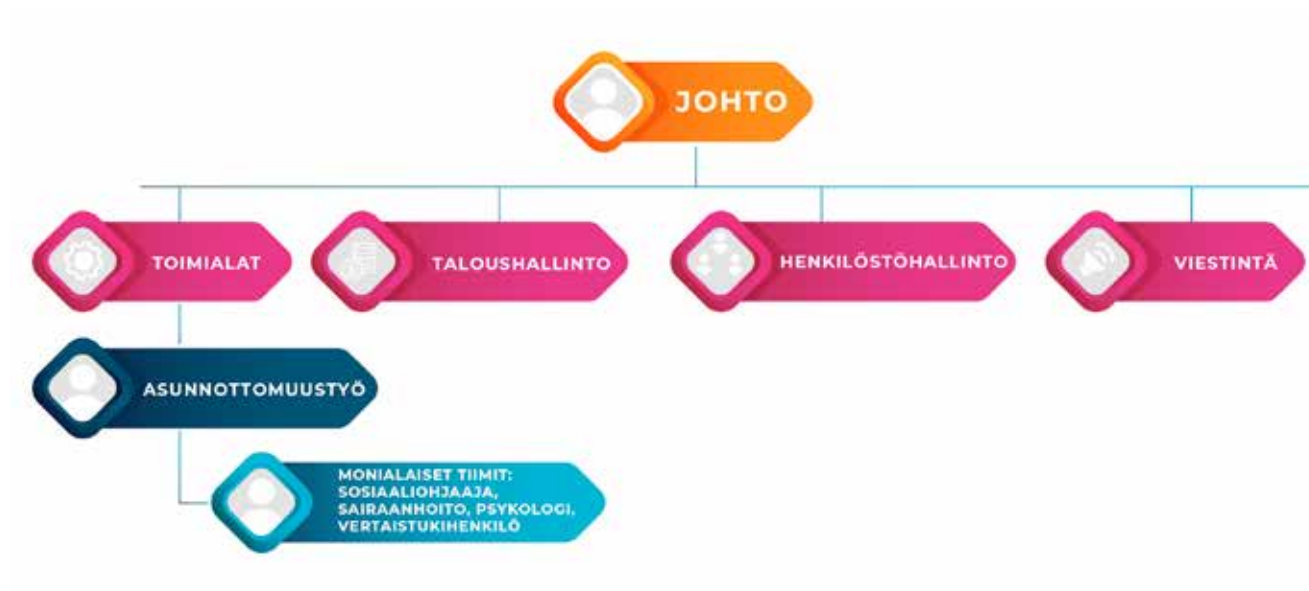 JOHTO
TOIMIALAT
TALOUSHALLINTO
HENKILÖSTÖHALLINTO
VIESTINTÄ
ASUNNOTTOMUUSTYÖ
MONIALAISET TIIMIT:
SOSIAALIOHJAAJA,
SAIRAANHOITO, PSYKOLOGI,
VERTAISTUKIHENKILÖ